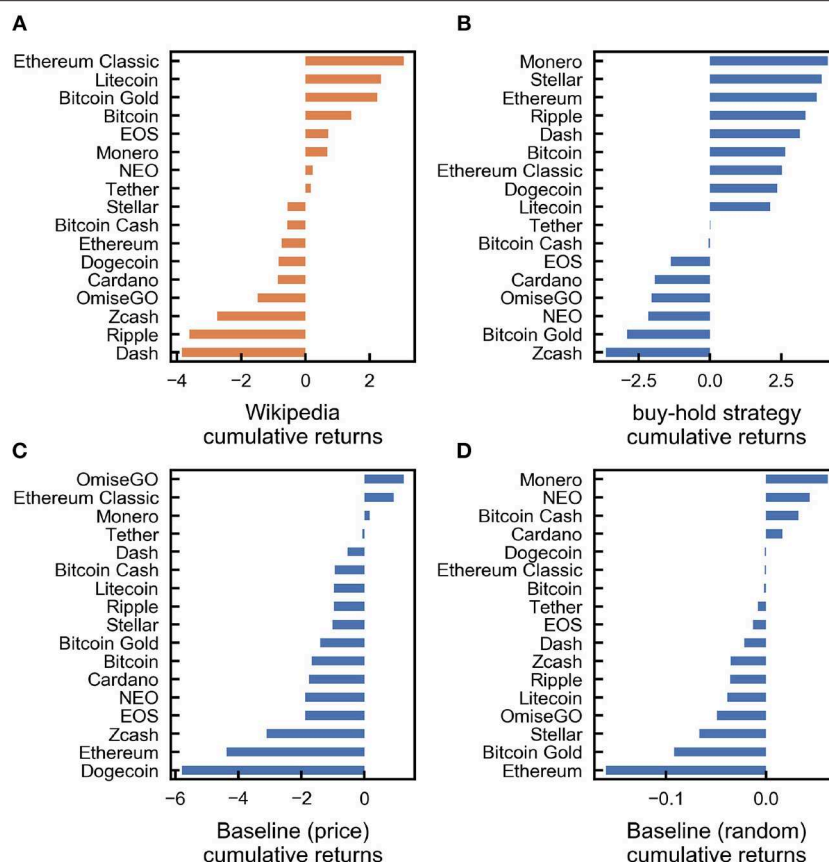 A
Ethereum Classic
Litecoin
Bitcoin Gold
Bitcoin
EOS
Monero
NEO
Tether
Stellar
Bitcoin Cash
Ethereum
Dogecoin
Cardano
OmiseGO
Zcash
Ripple
Dash
−4 −2 0 2
Wikipedia
cumulative returns
B
Monero
Stellar
Ethereum
Ripple
Dash
Bitcoin
Ethereum Classic
Dogecoin
Litecoin
Tether
Bitcoin Cash
EOS
Cardano
OmiseGO
NEO
Bitcoin Gold
Zcash
−2.5 0.0 2.5
buy-hold strategy
cumulative returns
C
OmiseGO
Ethereum Classic
Monero
Tether
Dash
Bitcoin Cash
Litecoin
Ripple
Stellar
Bitcoin Gold
Bitcoin
Cardano
NEO
EOS
Zcash
Ethereum
Dogecoin
−6 −4 −2 0
Baseline (price)
cumulative returns
D
Monero
NEO
Bitcoin Cash
Cardano
Dogecoin
Ethereum Classic
Bitcoin
Tether
EOS
Dash
Zcash
Ripple
Litecoin
OmiseGO
Stellar
Bitcoin Gold
Ethereum
−0.1 0.0
Baseline (random)
cumulative returns